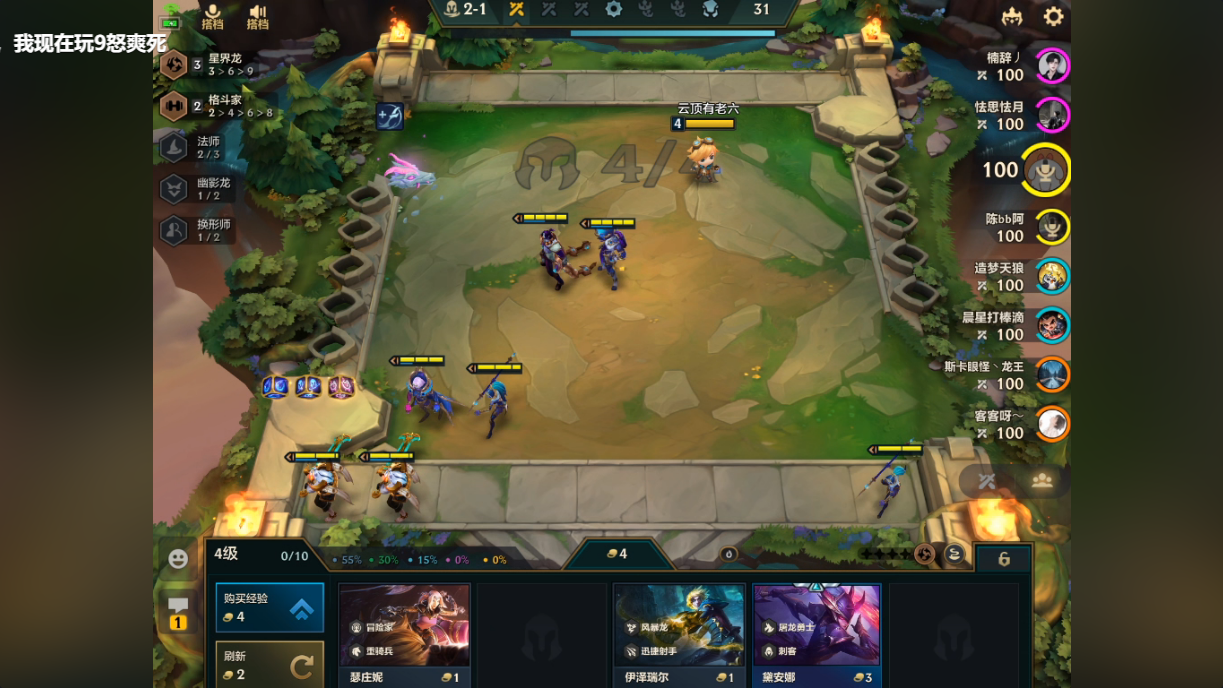 搭档
搭档
2-1
31
，我现在玩9怒爽死
3 星界龙
3 > 6 > 9
2 格斗家
2 > 4 > 6 > 8
法师
2 / 3
幽影龙
1 / 2
换形师
1 / 2
云顶有老六
4
4/4
楠辞丿
100
怯思怯月
100
100
陈bb阿
100
造梦天狼
100
晨星打棒滴
100
斯卡眼怪丶龙王
100
客客呀～
100
4级
0/10
55% 30% 15% 0% 0%
4
购买经验
4
刷新
2
1
冒险家
重骑兵
瑟庄妮 1
风暴龙
迅捷射手
伊泽瑞尔 1
屠龙勇士
刺客
黛安娜 3